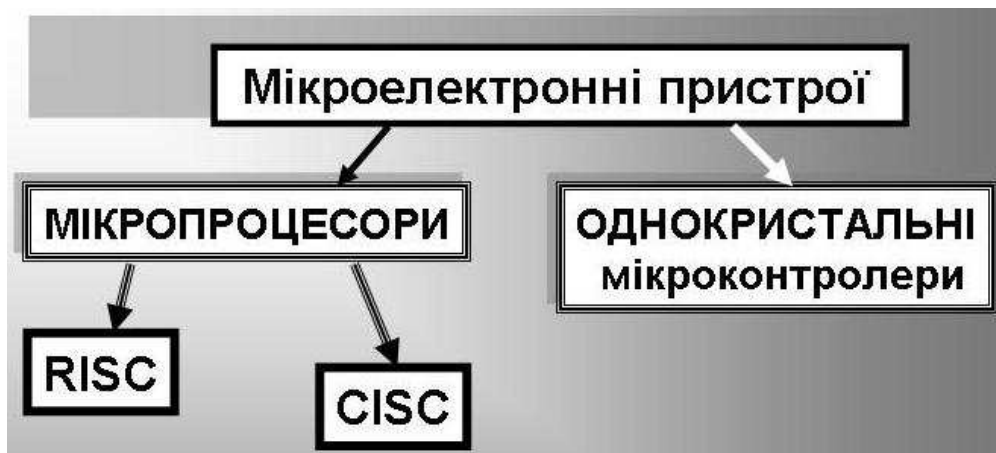 Мікроелектронні пристрої
МІКРОПРОЦЕСОРИ
ОДНОКРИСТАЛЬНІ
мікроконтролери
RISC
CISC